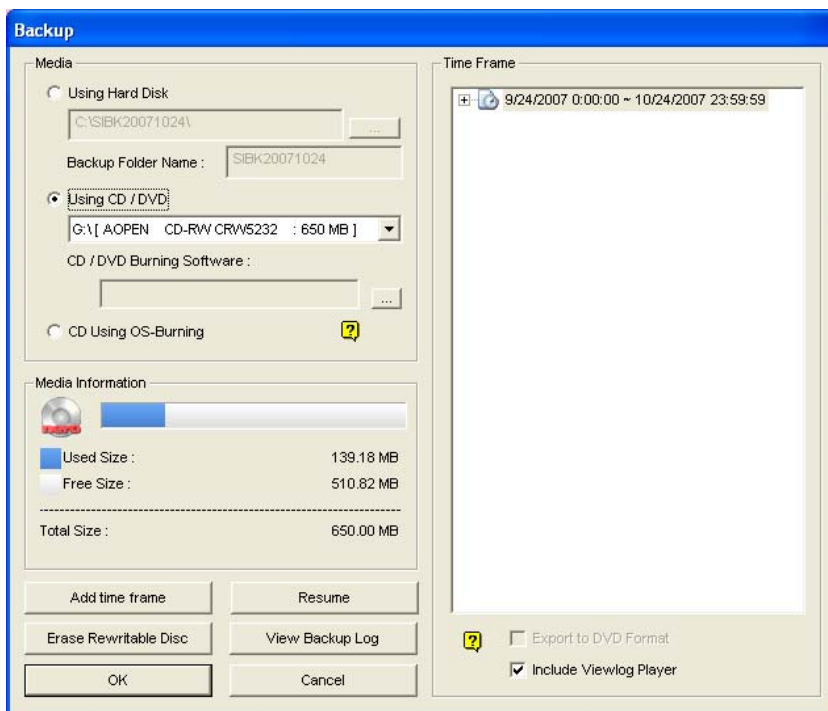 Backup
Media
Using Hard Disk
C:\SIBK20071024\
...
Backup Folder Name : SIBK20071024
Using CD / DVD
G:\ [ AOPEN CD-RW CRW5232 : 650 MB ]
CD / DVD Burning Software :
...
CD Using OS-Burning
?
Media Information
Used Size : 139.18 MB
Free Size : 510.82 MB
Total Size : 650.00 MB
Add time frame Resume
Erase Rewritable Disc View Backup Log
OK Cancel
Time Frame
9/24/2007 0:00:00 ~ 10/24/2007 23:59:59
? Export to DVD Format
Include Viewlog Player